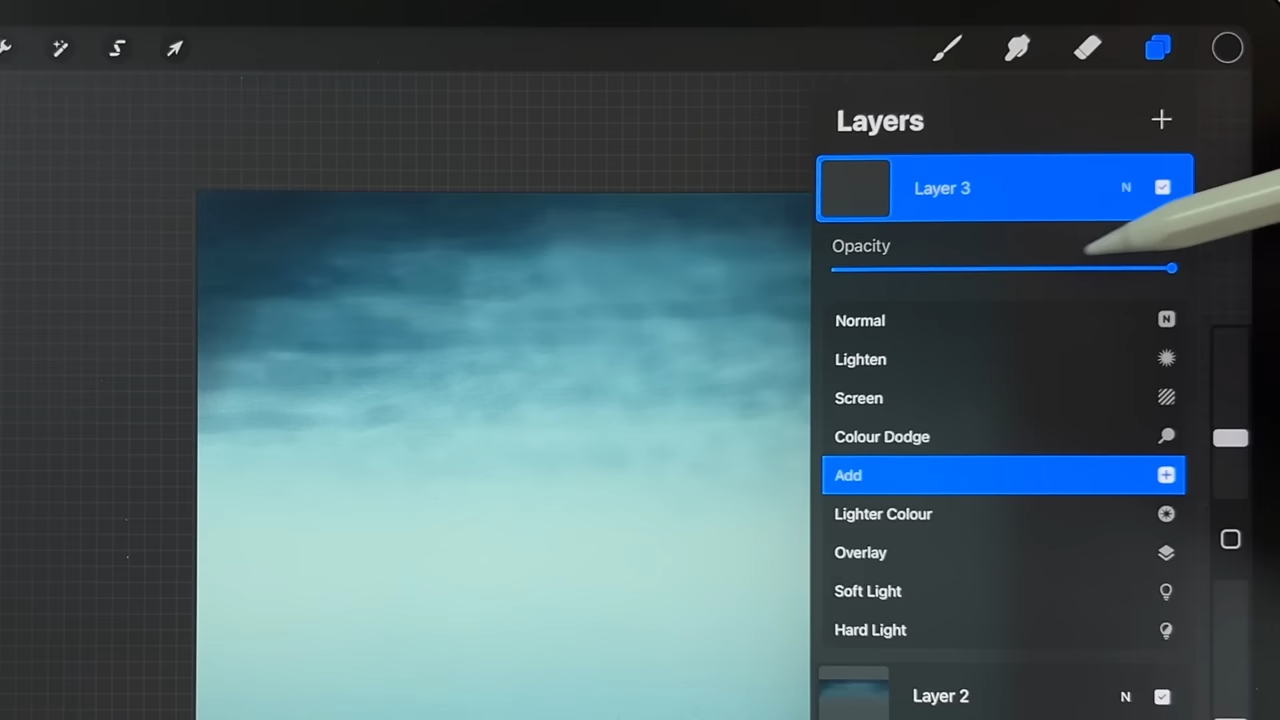 Layers
Layer 3 N
Opacity
Normal N
Lighten
Screen
Colour Dodge
Add
Lighter Colour
Overlay
Soft Light
Hard Light
Layer 2 N